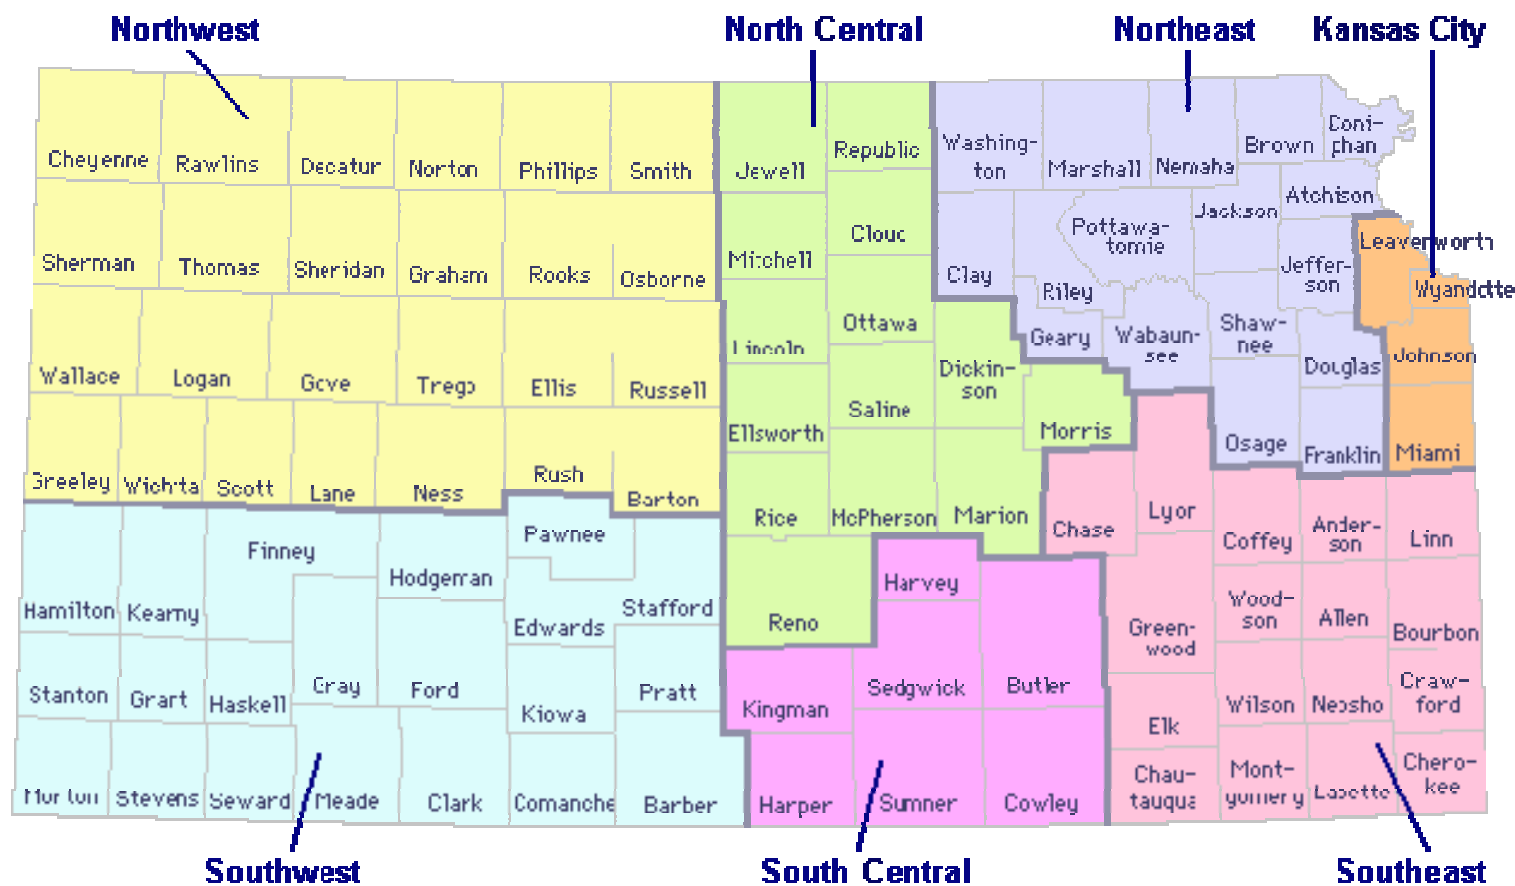 Northwest
North Central
Northeast
Kansas City
Cheyenne
Rawlins
Decatur
Norton
Phillips
Smith
Jewell
Republic
Washing-
ton
Marshall
Nemaha
Brown
Doni-
phan
Atchison
Jackson
Pottawa-
tomie
Cloud
Mitchell
Clay
Riley
Jeffer-
son
Leavenworth
Wyandotte
Sherman
Thomas
Sheridan
Graham
Rooks
Osborne
Ottawa
Lincoln
Geary
Wabaun-
see
Shaw-
nee
Douglas
Johnson
Wallace
Logan
Gove
Trego
Ellis
Russell
Dickin-
son
Saline
Ellsworth
Morris
Osage
Franklin
Miami
Greeley
Wichita
Scott
Lane
Ness
Rush
Barton
Rice
McPherson
Marion
Chase
Lyon
Coffey
Ander-
son
Linn
Finney
Pawnee
Hodgeman
Hamilton
Kearny
Stafford
Edwards
Reno
Harvey
Green-
wood
Wood-
son
Allen
Bourbon
Stanton
Grant
Haskell
Gray
Ford
Kiowa
Pratt
Kingman
Sedgwick
Butler
Elk
Wilson
Neosho
Craw-
ford
Morton
Stevens
Seward
Meade
Clark
Comanche
Barber
Harper
Sumner
Cowley
Chau-
tauqua
Mont-
gomery
Labette
Chero-
kee
Southwest
South Central
Southeast